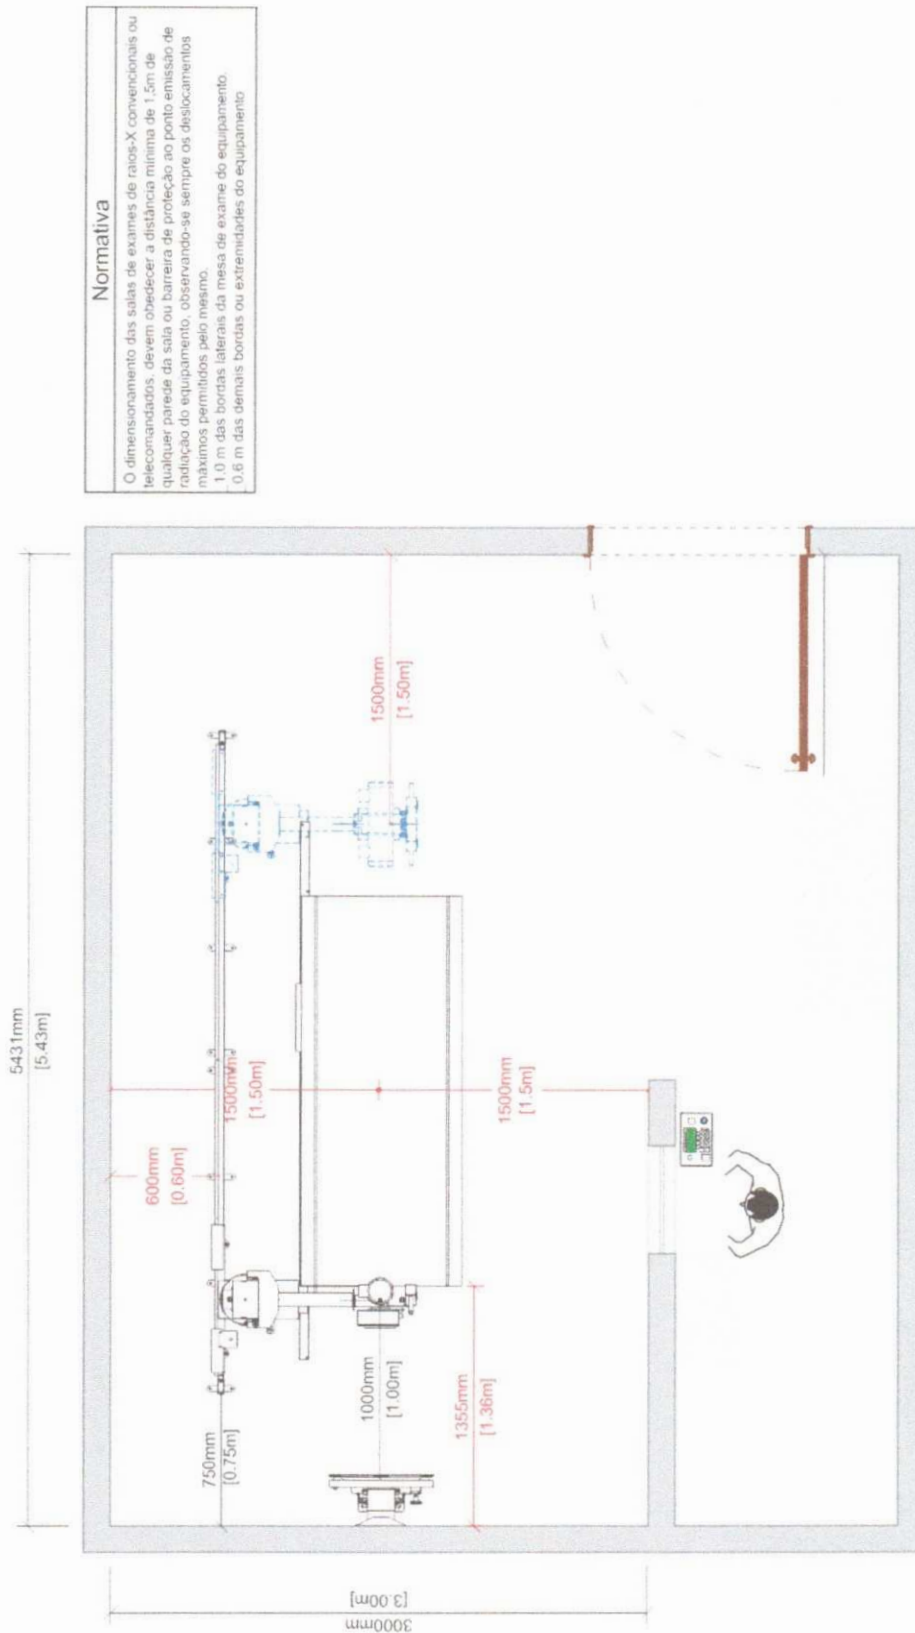 Normativa
O dimensionamento das salas de exames de raios-X convencionais ou
telecomandados, devem obedecer a distância mínima de 1,5m de
qualquer parede da sala ou barreira de proteção ao ponto emissão de
radiação do equipamento, observando-se sempre os deslocamentos
máximos permitidos pelo mesmo.
1.0 m das bordas laterais da mesa de exame do equipamento.
0.6 m das demais bordas ou extremidades do equipamento
5431mm
[5.43m]
1500mm
[1.50m]
1500mm
[1.50m]
1500mm
[1.5m]
600mm
[0.60m]
750mm
[0.75m]
1000mm
[1.00m]
1355mm
[1.36m]
3000mm
[3.00m]